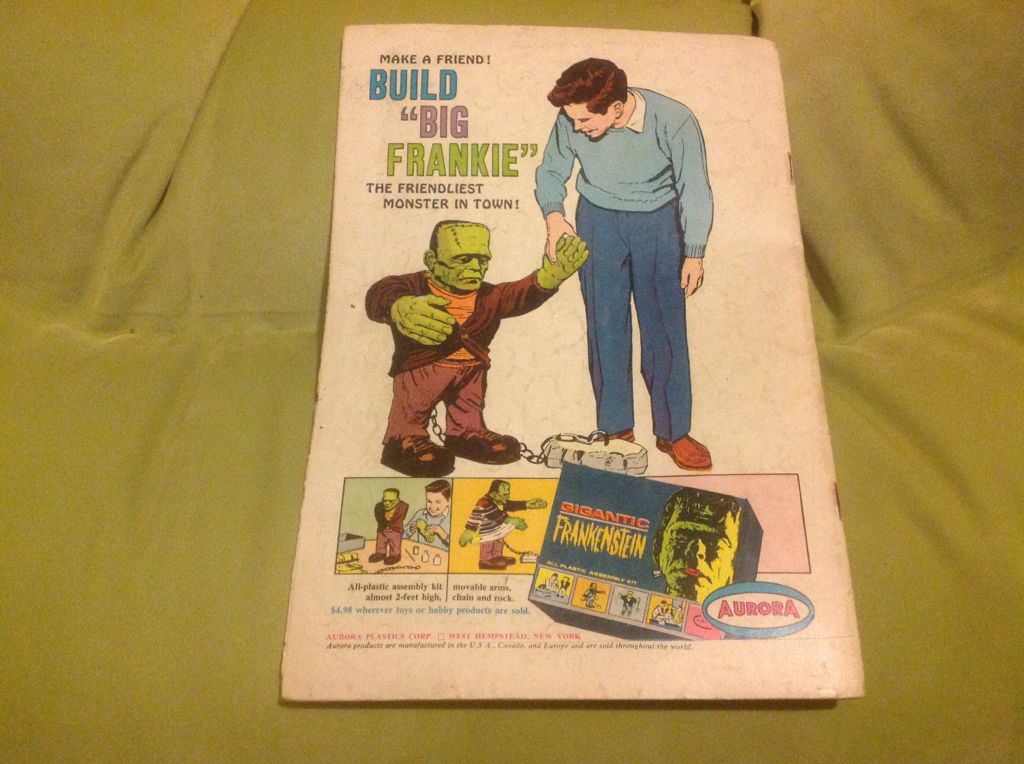 MAKE A FRIEND!
BUILD
“BIG
FRANKIE”
THE FRIENDLIEST
MONSTER IN TOWN!
GIGANTIC
FRANKENSTEIN
ALL PLASTIC ASSEMBLY KIT
AURORA
All-plastic assembly kit
almost 2-feet high,
movable arms,
chain and rock.
$4.98 wherever toys or hobby products are sold.
AURORA PLASTICS CORP. □ WEST HEMPSTEAD, NEW YORK
Aurora products are manufactured in the U.S.A., Canada, and Europe and are sold throughout the world.